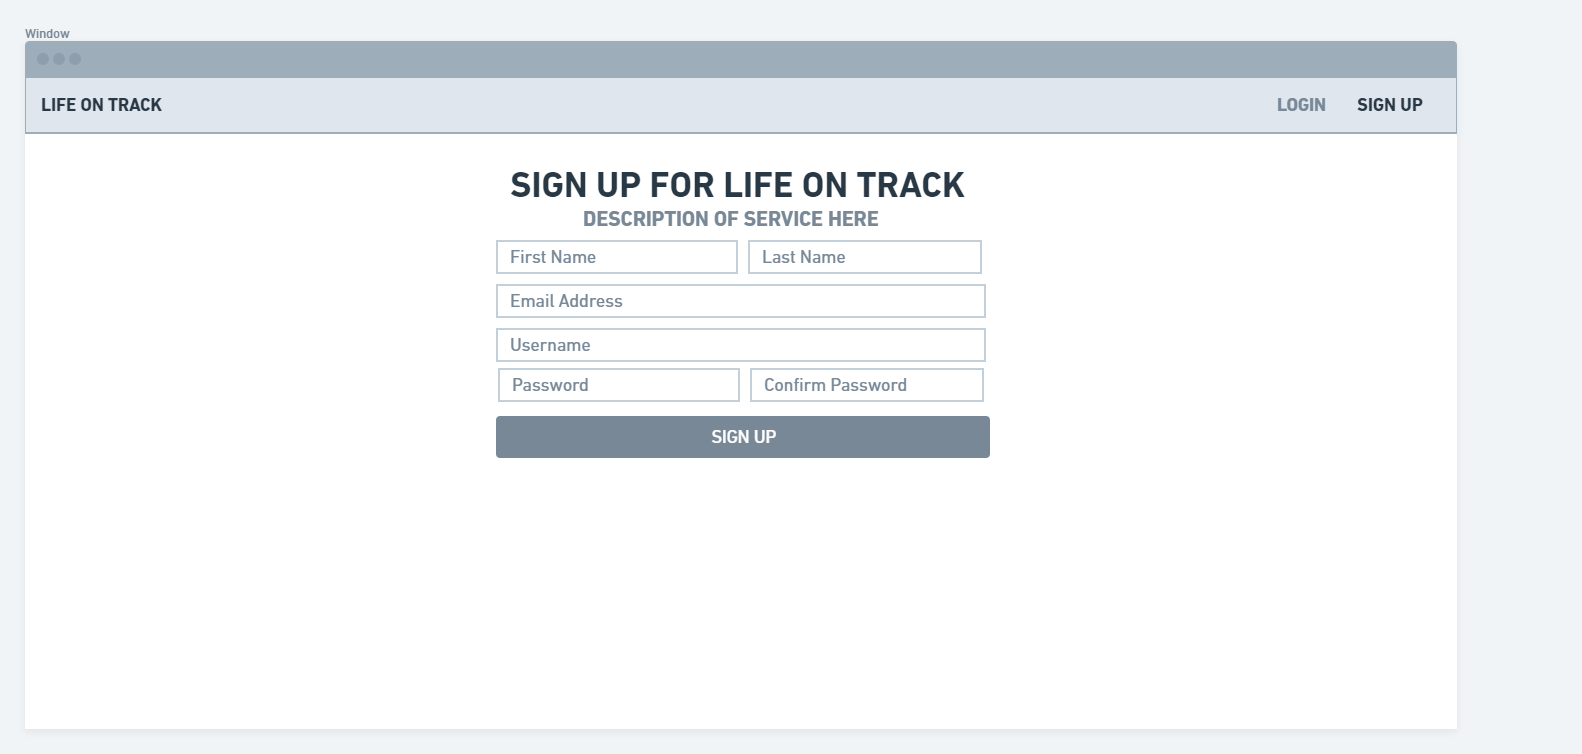 Window
LIFE ON TRACK LOGIN SIGN UP
SIGN UP FOR LIFE ON TRACK
DESCRIPTION OF SERVICE HERE
First Name Last Name
Email Address
Username
Password Confirm Password
SIGN UP